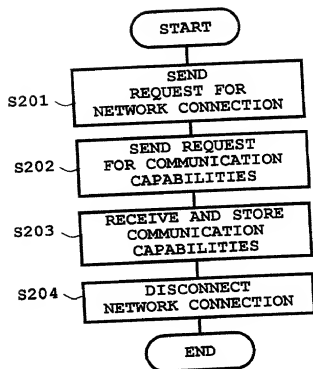 START
S201
SEND
REQUEST FOR
NETWORK CONNECTION
S202
SEND REQUEST
FOR COMMUNICATION
CAPABILITIES
S203
RECEIVE AND STORE
COMMUNICATION
CAPABILITIES
S204
DISCONNECT
NETWORK CONNECTION
END